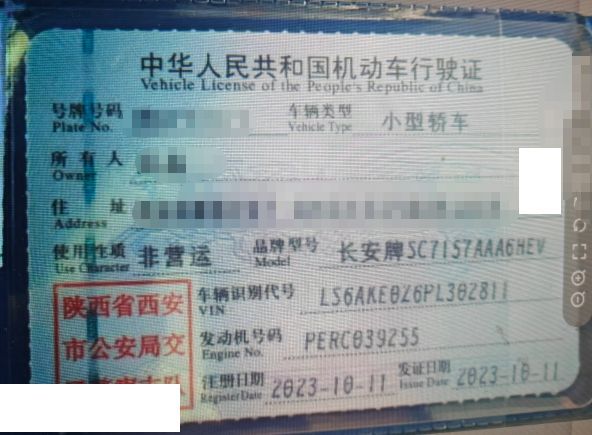 中华人民共和国机动车行驶证
Vehicle License of the People's Republic of China
号牌号码 车辆类型 小型轿车
Plate No. Vehicle Type
所有人
Owner
住址
Address
使用性质 非营运 品牌型号 长安牌SC7157AAA6HEV
Use Character Model
陕西省西安 车辆识别代号 LS6AKE0Z6PL302811
VIN
市公安局交 发动机号码 PERC039255
Engine No.
注册日期 2023-10-11 发证日期 2023-10-11
Register Date Issue Date